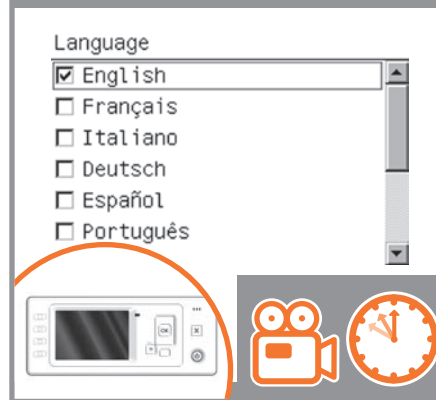 Language
English
Français
Italiano
Deutsch
Español
Português
OK
X